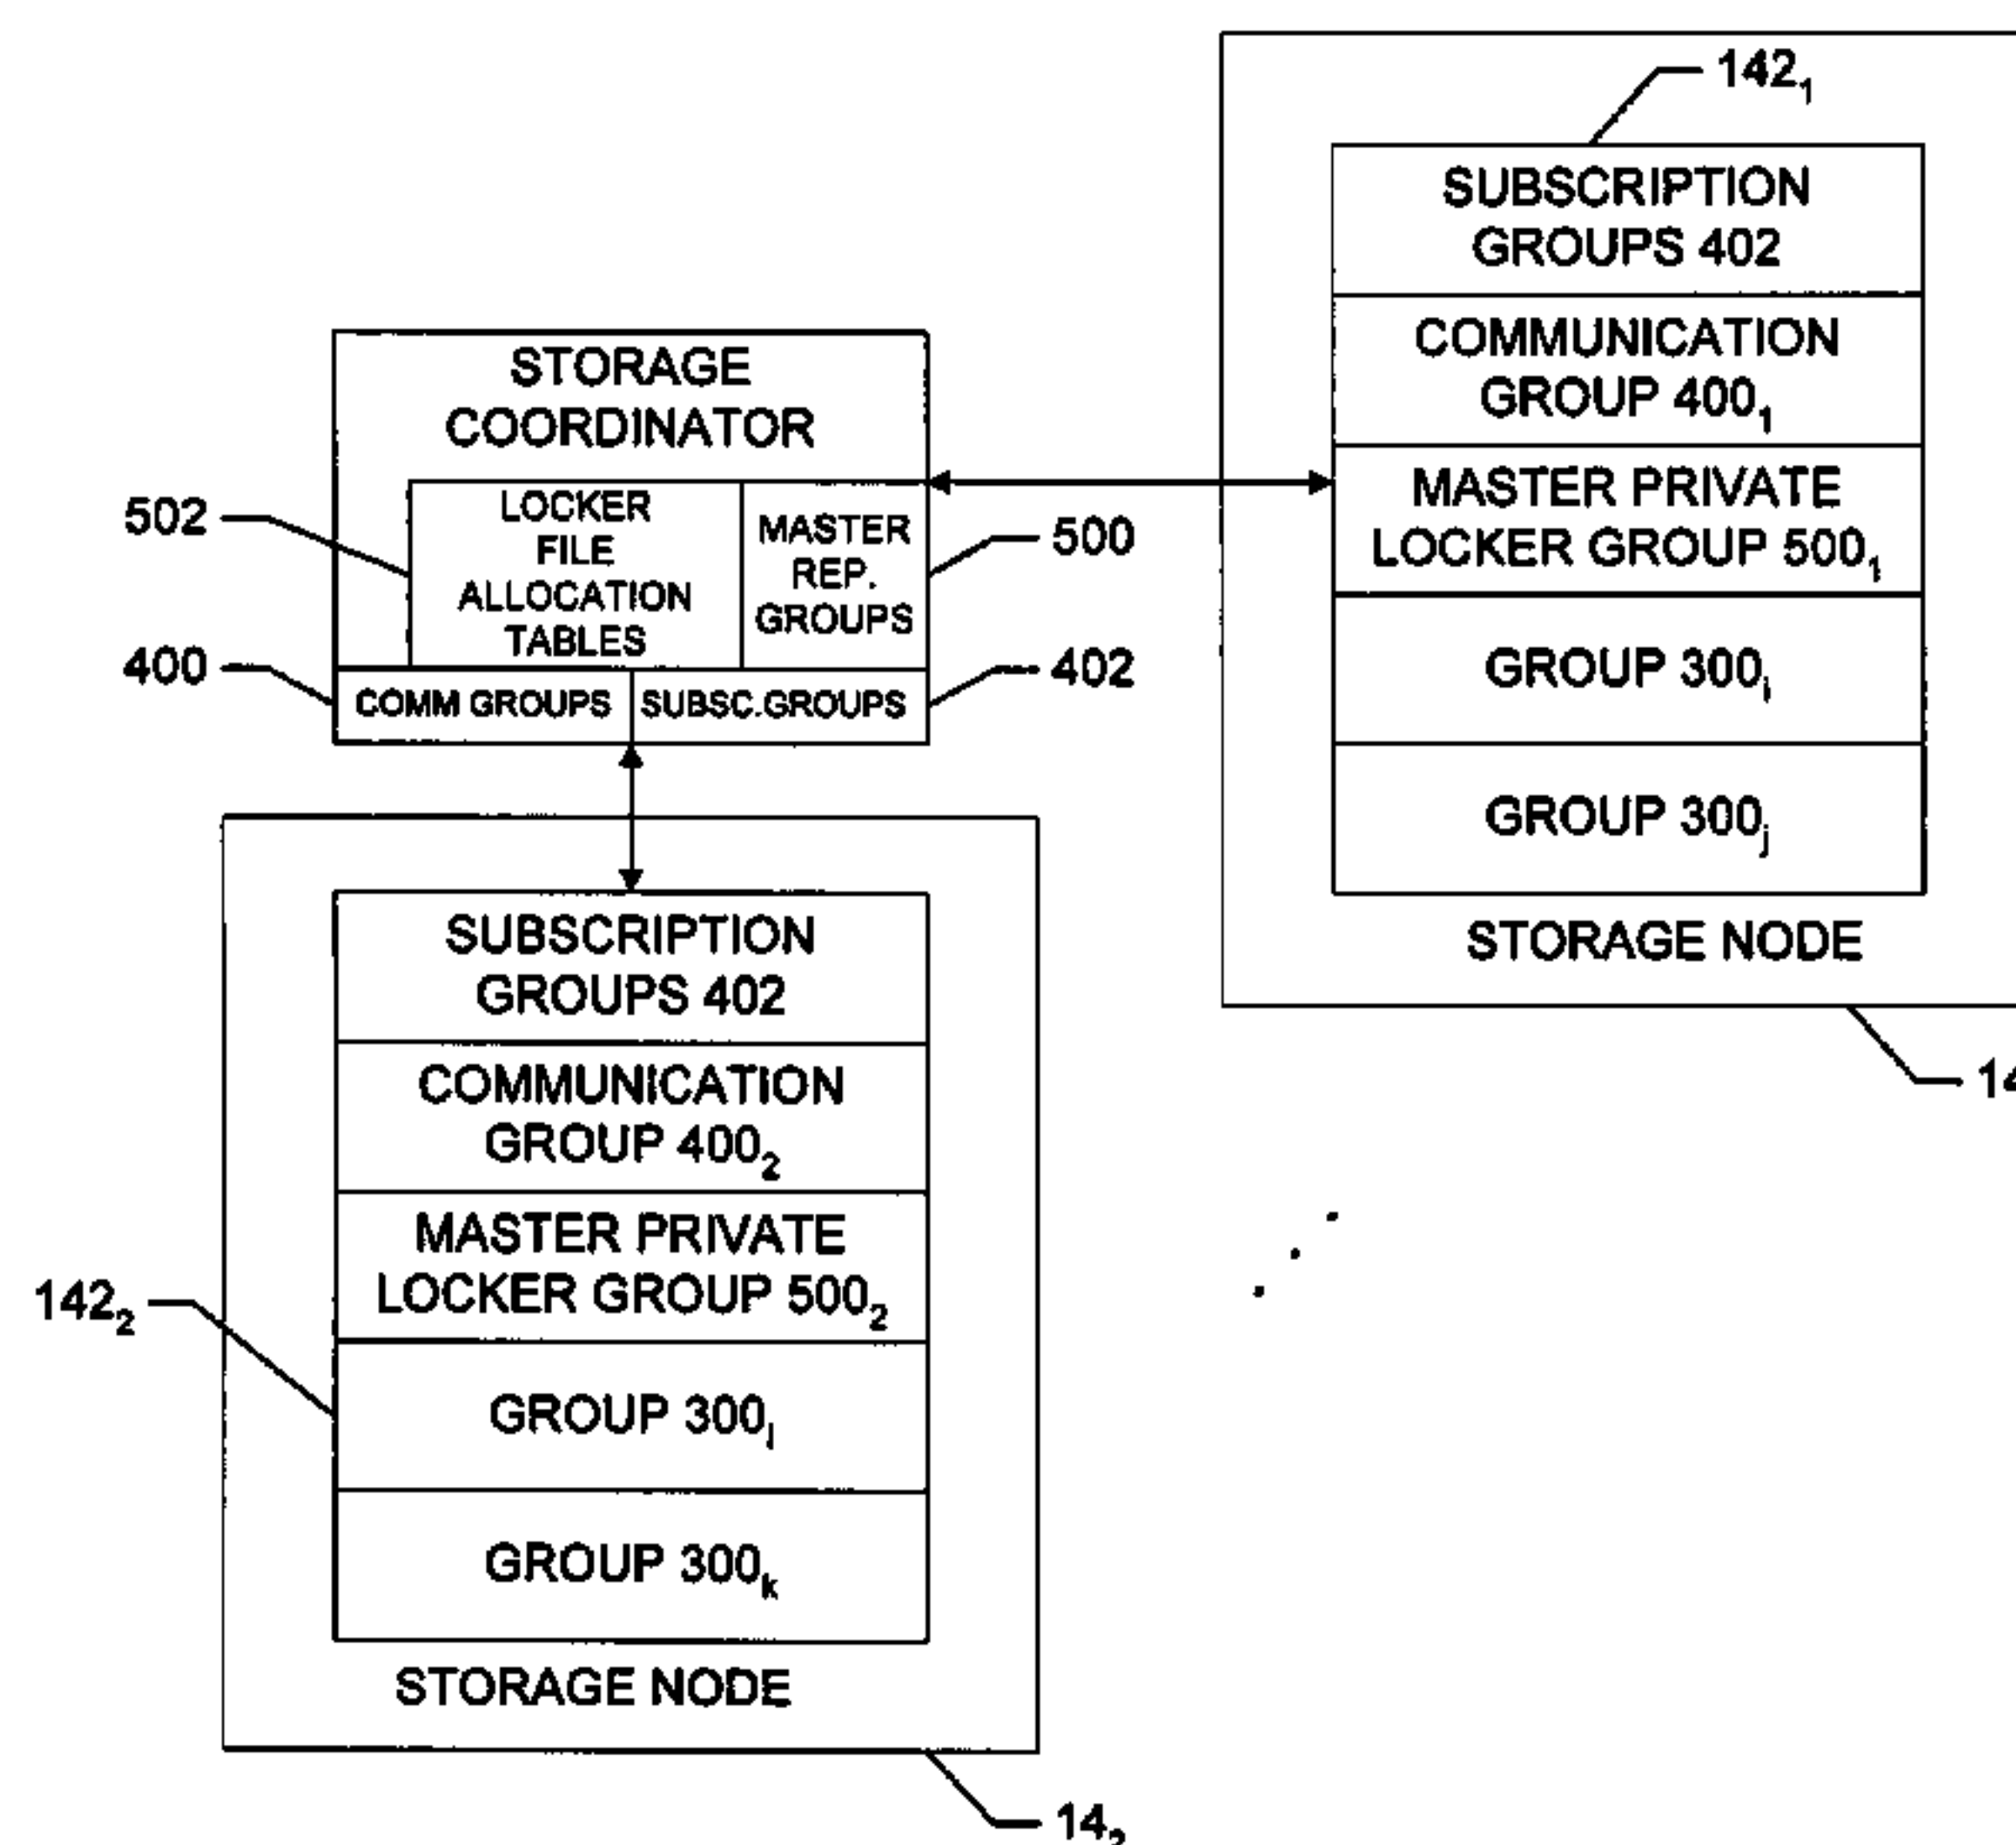 142₁
SUBSCRIPTION
GROUPS 402
COMMUNICATION
GROUP 400₁
MASTER PRIVATE
LOCKER GROUP 500₁
GROUP 300ᵢ
GROUP 300ⱼ
STORAGE NODE
14
STORAGE
COORDINATOR
502
LOCKER
FILE
ALLOCATION
TABLES
MASTER
REP.
GROUPS
500
400
COMM GROUPS
SUBSC.GROUPS
402
SUBSCRIPTION
GROUPS 402
COMMUNICATION
GROUP 400₂
MASTER PRIVATE
LOCKER GROUP 500₂
142₂
GROUP 300ⱼ
GROUP 300ₖ
STORAGE NODE
14₂